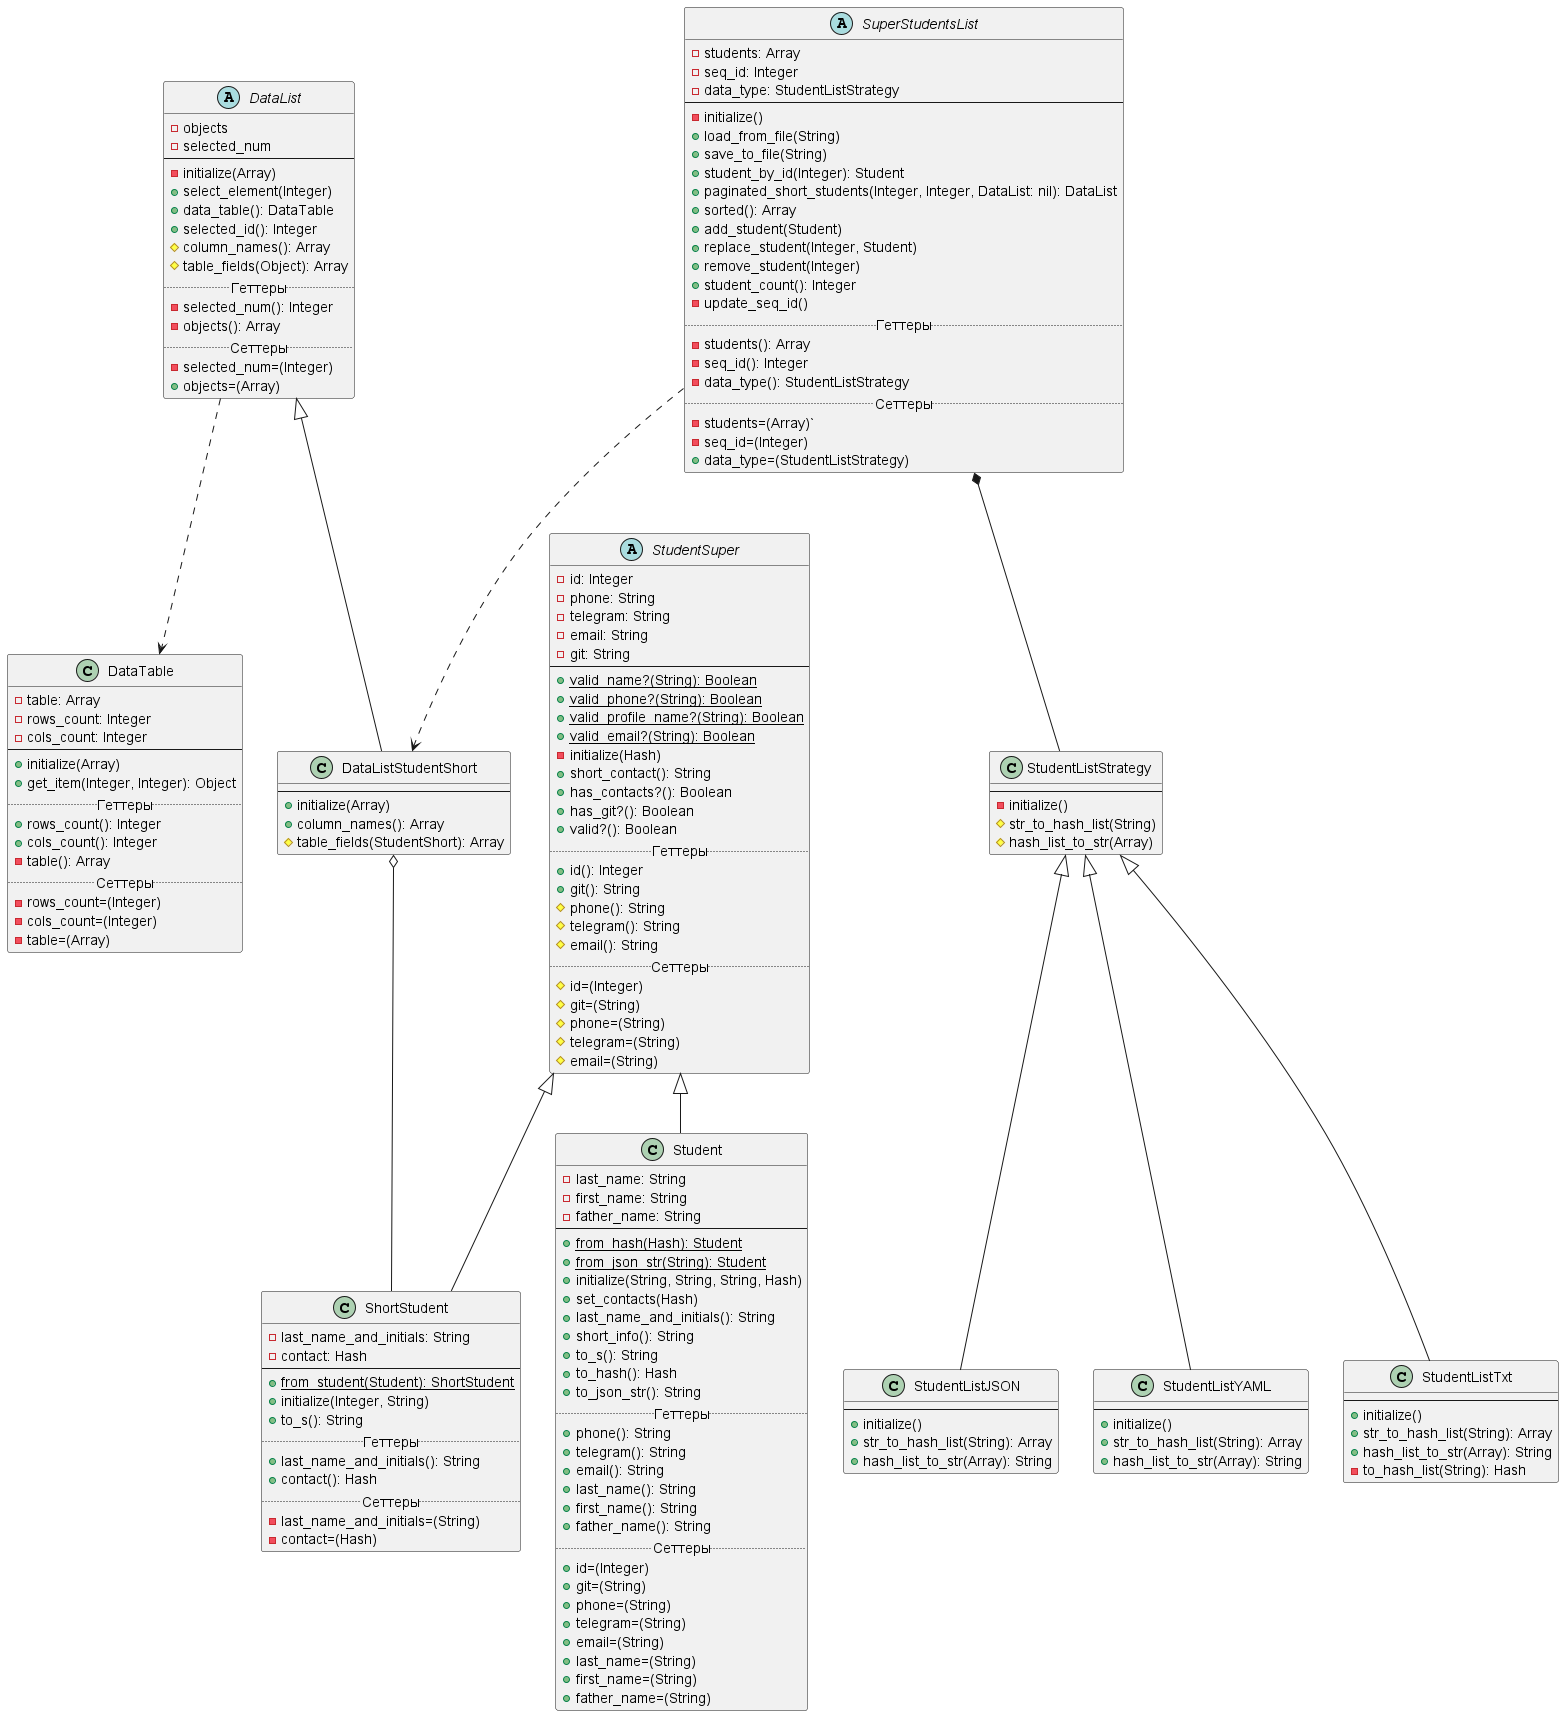 A SuperStudentsList
students: Array
seq_id: Integer
data_type: StudentListStrategy
initialize()
load_from_file(String)
save_to_file(String)
student_by_id(Integer): Student
paginated_short_students(Integer, Integer, DataList: nil): DataList
sorted(): Array
add_student(Student)
replace_student(Integer, Student)
remove_student(Integer)
student_count(): Integer
update_seq_id()
Геттеры
students(): Array
seq_id(): Integer
data_type(): StudentListStrategy
Сеттеры
students=(Array)`
seq_id=(Integer)
data_type=(StudentListStrategy)
A DataList
objects
selected_num
initialize(Array)
select_element(Integer)
data_table(): DataTable
selected_id(): Integer
column_names(): Array
table_fields(Object): Array
Геттеры
selected_num(): Integer
objects(): Array
Сеттеры
selected_num=(Integer)
objects=(Array)
A StudentSuper
id: Integer
phone: String
telegram: String
email: String
git: String
valid_name?(String): Boolean
valid_phone?(String): Boolean
valid_profile_name?(String): Boolean
valid_email?(String): Boolean
initialize(Hash)
short_contact(): String
has_contacts?(): Boolean
has_git?(): Boolean
valid?(): Boolean
Геттеры
id(): Integer
git(): String
phone(): String
telegram(): String
email(): String
Сеттеры
id=(Integer)
git=(String)
phone=(String)
telegram=(String)
email=(String)
C DataTable
table: Array
rows_count: Integer
cols_count: Integer
initialize(Array)
get_item(Integer, Integer): Object
Геттеры
rows_count(): Integer
cols_count(): Integer
table(): Array
Сеттеры
rows_count=(Integer)
cols_count=(Integer)
table=(Array)
C DataListStudentShort
initialize(Array)
column_names(): Array
table_fields(StudentShort): Array
C StudentListStrategy
initialize()
str_to_hash_list(String)
hash_list_to_str(Array)
C Student
last_name: String
first_name: String
father_name: String
from_hash(Hash): Student
from_json_str(String): Student
initialize(String, String, String, Hash)
set_contacts(Hash)
last_name_and_initials(): String
short_info(): String
to_s(): String
to_hash(): Hash
to_json_str(): String
Геттеры
phone(): String
telegram(): String
email(): String
last_name(): String
first_name(): String
father_name(): String
Сеттеры
id=(Integer)
git=(String)
phone=(String)
telegram=(String)
email=(String)
last_name=(String)
first_name=(String)
father_name=(String)
C ShortStudent
last_name_and_initials: String
contact: Hash
from_student(Student): ShortStudent
initialize(Integer, String)
to_s(): String
Геттеры
last_name_and_initials(): String
contact(): Hash
Сеттеры
last_name_and_initials=(String)
contact=(Hash)
C StudentListJSON
initialize()
str_to_hash_list(String): Array
hash_list_to_str(Array): String
C StudentListYAML
initialize()
str_to_hash_list(String): Array
hash_list_to_str(Array): String
C StudentListTxt
initialize()
str_to_hash_list(String): Array
hash_list_to_str(Array): String
to_hash_list(String): Hash